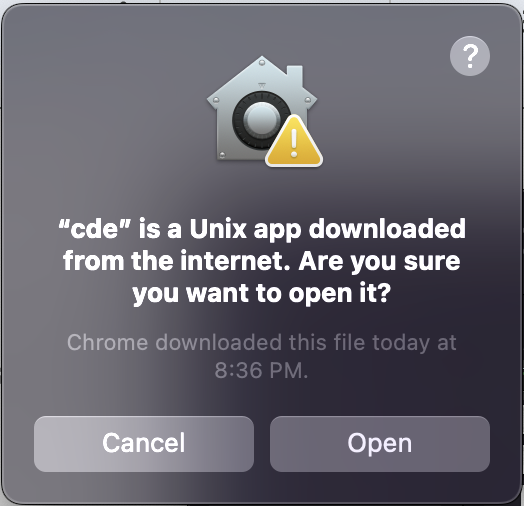 ?
“cde” is a Unix app downloaded
from the internet. Are you sure
you want to open it?
Chrome downloaded this file today at
8:36 PM.
Cancel
Open